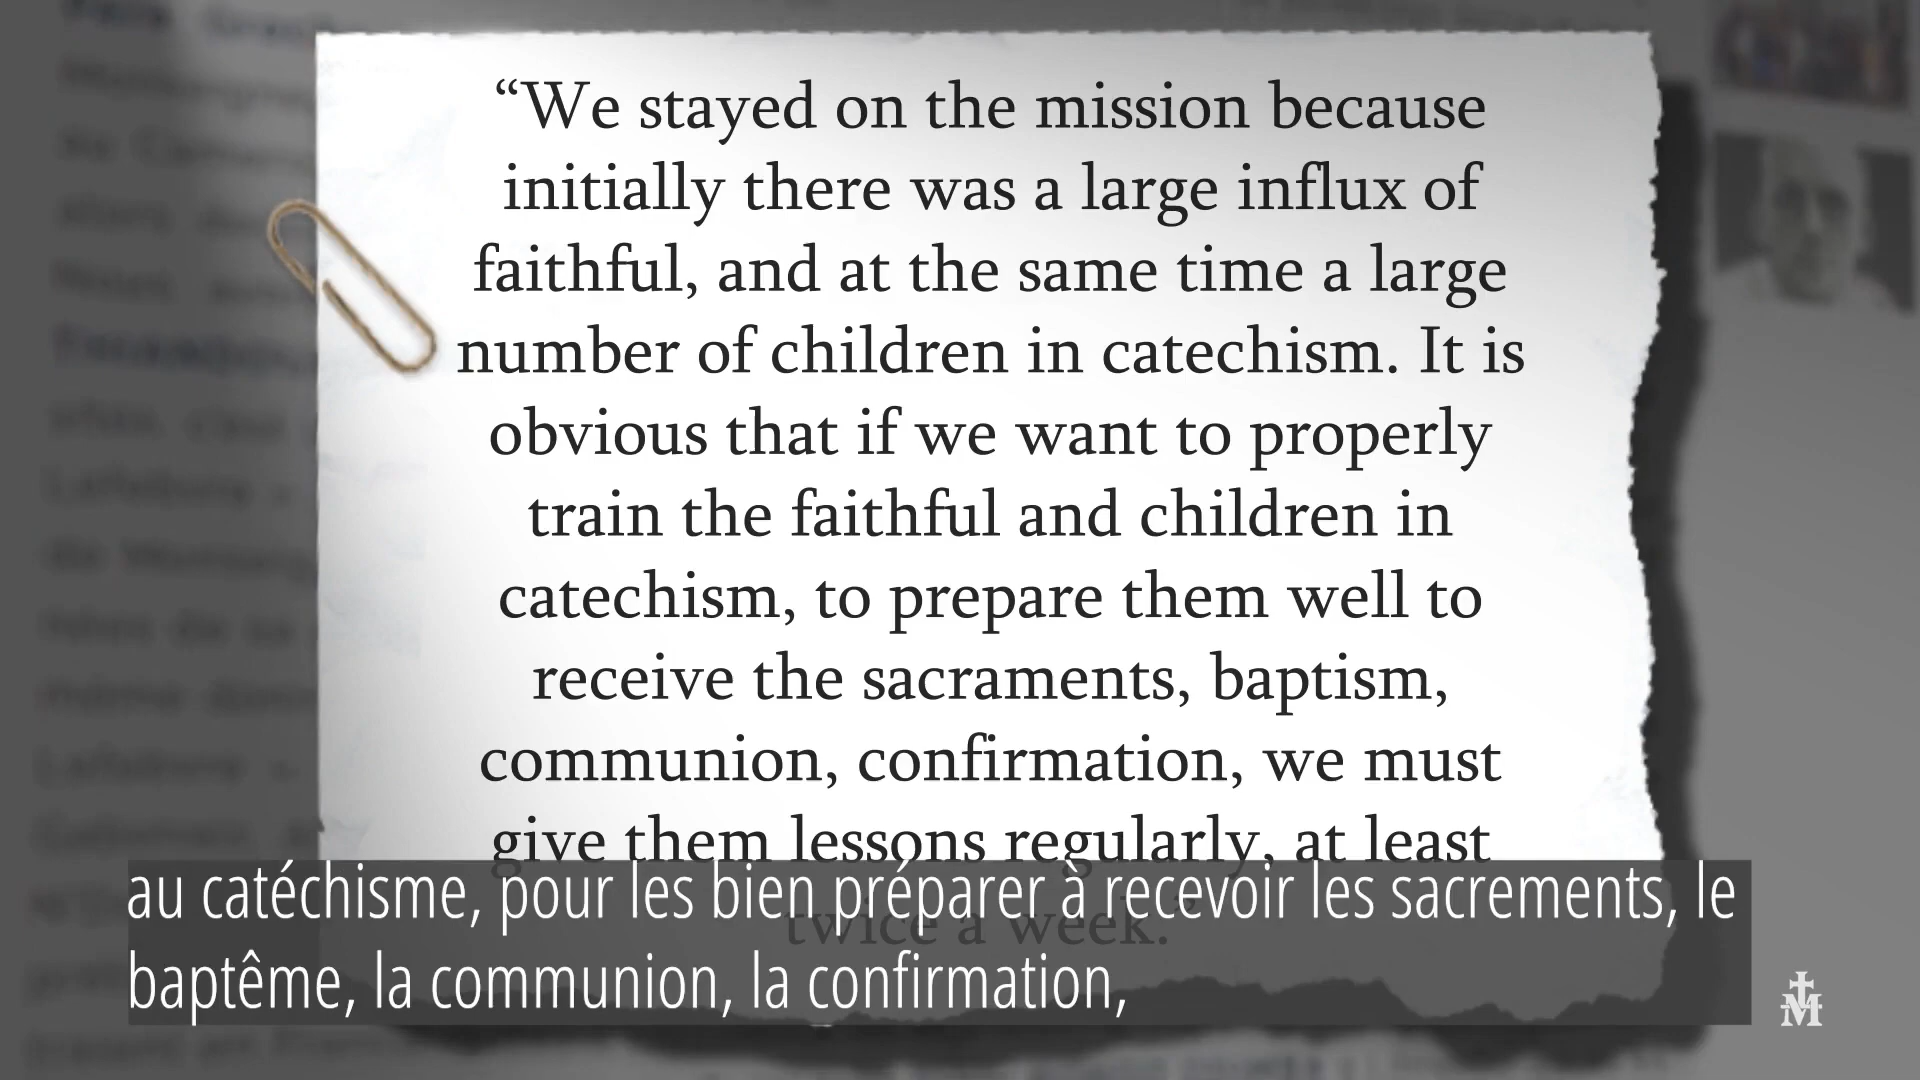 “We stayed on the mission because
initially there was a large influx of
faithful, and at the same time a large
number of children in catechism. It is
obvious that if we want to properly
train the faithful and children in
catechism, to prepare them well to
receive the sacraments, baptism,
communion, confirmation, we must
give them lessons regularly, at least
twice a week.”
au catéchisme, pour les bien préparer à recevoir les sacrements, le
baptême, la communion, la confirmation,